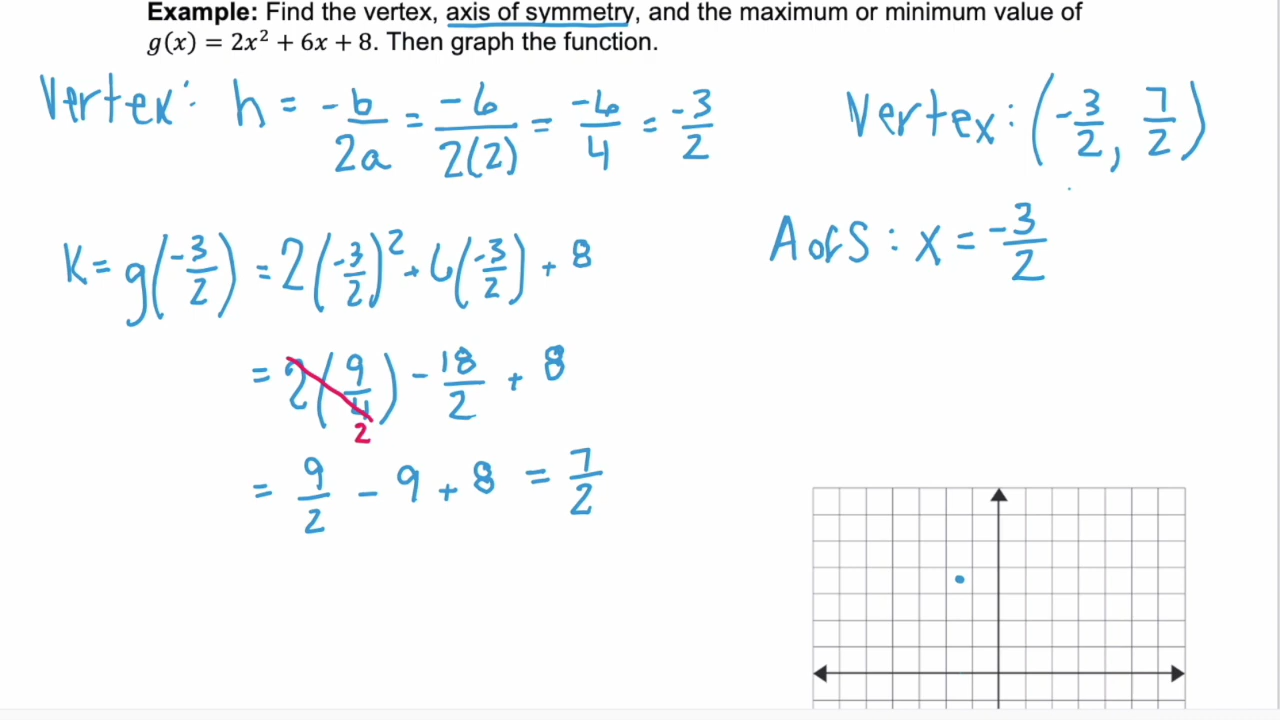 Example: Find the vertex, axis of symmetry, and the maximum or minimum value of
g(x) = 2x² + 6x + 8. Then graph the function.
Vertex: h = -b/2a = -6/2(2) = -6/4 = -3/2
Vertex: (-3/2, 7/2)
A of S: x = -3/2
K = g(-3/2) = 2(-3/2)² + 6(-3/2) + 8
= 2(9/4) - 18/2 + 8
2
= 9/2 - 9 + 8 = 7/2